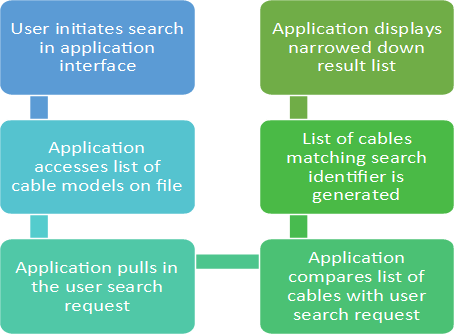 User initiates search
in application
interface
Application
accesses list of
cable models on file
Application pulls in
the user search
request
Application
compares list of
cables with user
search request
List of cables
matching search
identifier is
generated
Application displays
narrowed down
result list